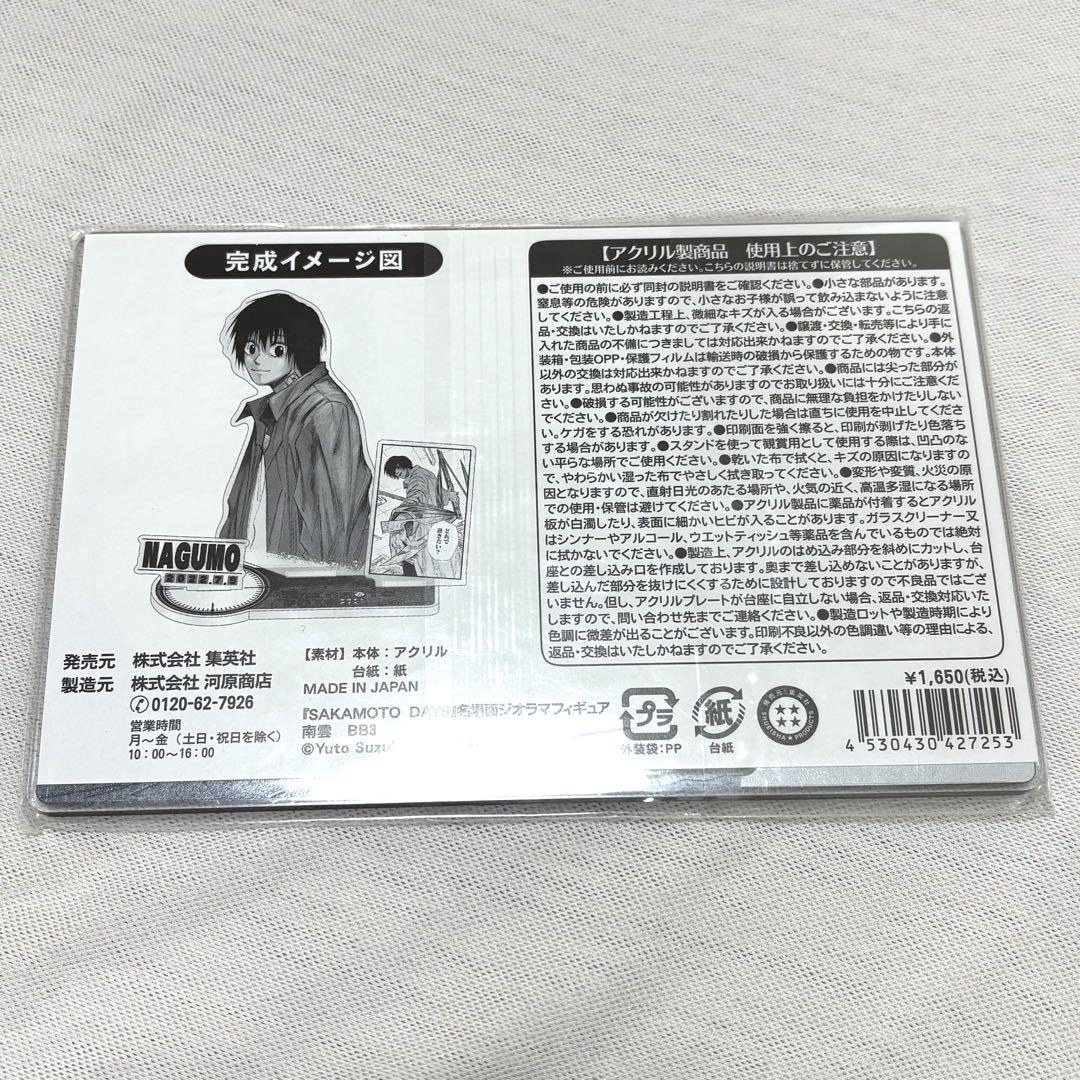 完成イメージ図
NAGUMO
どれで
逝きたい?
【アクリル製商品 使用上のご注意】
※ご使用前にお読みください。こちらの説明書は捨てずに保管してください。
●ご使用の前に必ず同封の説明書をご確認ください。●小さな部品があります。
窒息等の危険がありますので、小さなお子様が誤って飲み込まないように注意
してください。●製造工程上、微細なキズが入る場合がございます。こちらの返
品・交換はいたしかねますのでご了承ください。●譲渡・交換・転売等により手に
入れた商品の不備につきましては対応出来かねますのでご了承ください。●外
装箱・包装OPP・保護フィルムは輸送時の破損から保護するための物です。本体
以外の交換は対応出来かねますのでご了承ください。●商品には尖った部分が
あります。思わぬ事故の可能性がありますのでお取り扱いには十分にご注意くだ
さい。●破損する可能性がございますので、商品に無理な負担をかけたりしない
でください。●商品が欠けたり割れたりした場合は直ちに使用を中止してくださ
い。ケガをする恐れがあります。●印刷面を強く擦ると、印刷が剥げたり色落ち
する場合があります。●スタンドを使って観賞用として使用する際は、凹凸のな
い平らな場所でご使用ください。●乾いた布で拭くと、キズの原因になりますの
で、やわらかい湿った布でやさしく拭き取ってください。●変形や変質、火災の原
因となりますので、直射日光のあたる場所や、火気の近く、高温多湿になる場所
での使用・保管は避けてください。●アクリル製品に薬品が付着するとアクリル
板が白濁したり、表面に細かいヒビが入ることがあります。ガラスクリーナー又
はシンナーやアルコール、ウエットティッシュ等薬品を含んでいるものでは絶対
に拭かないでください。●製造上、アクリルのはめ込み部分を斜めにカットし、台
座との差し込み口を作成しております。奥まで差し込めないことがありますが、
差し込んだ部分を抜けにくくするために設計しておりますので不良品ではござ
いません。但し、アクリルプレートが台座に自立しない場合、返品・交換対応いた
しますので、問い合わせ先までご連絡ください。●製造ロットや製造時期により
色調に微差が出ることがございます。印刷不良以外の色調違い等の理由による、
返品・交換はいたしかねますのでご了承ください。
発売元 株式会社 集英社
製造元 株式会社 河原商店
0120-62-7926
営業時間
月〜金(土日・祝日を除く)
10:00〜16:00
【素材】本体:アクリル
台紙:紙
MADE IN JAPAN
『SAKAMOTO DAYS』名場面ジオラマフィギュア
南雲 BB3
©Yuto Suzu
プラ
外装袋:PP
紙
台紙
発売元 集英社
SHUEISHA PRODUCTS
¥1,650(税込)
4 530430 427253